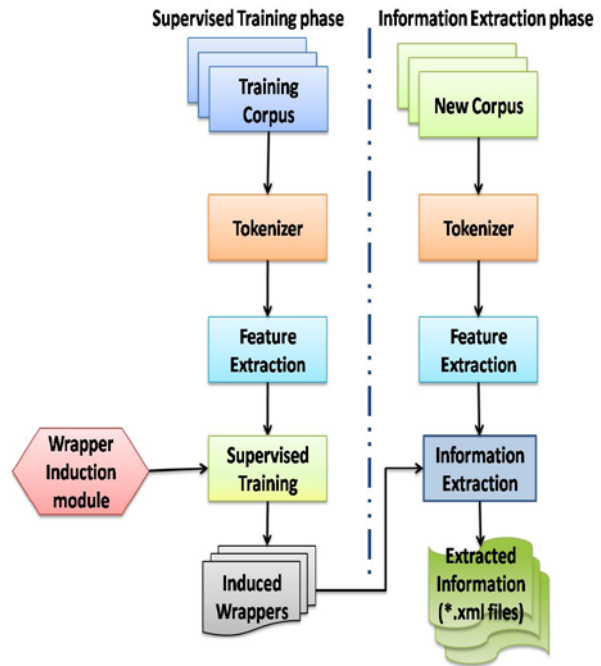 Supervised Training phase
Information Extraction phase
Training
Corpus
New Corpus
Tokenizer
Tokenizer
Feature
Extraction
Feature
Extraction
Wrapper
Induction
module
Supervised
Training
Information
Extraction
Induced
Wrappers
Extracted
Information
(*.xml files)